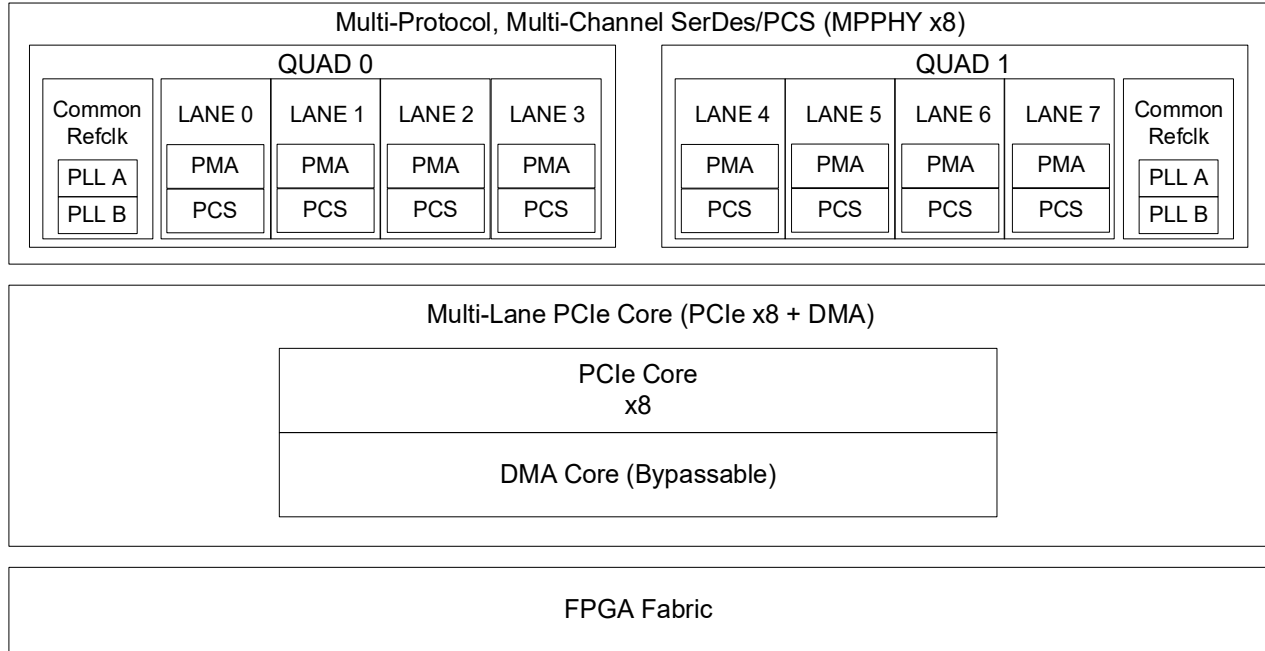 Multi-Protocol, Multi-Channel SerDes/PCS (MPPHY x8)
QUAD 0
Common
Refclk
PLL A
PLL B
LANE 0
PMA
PCS
LANE 1
PMA
PCS
LANE 2
PMA
PCS
LANE 3
PMA
PCS
QUAD 1
LANE 4
PMA
PCS
LANE 5
PMA
PCS
LANE 6
PMA
PCS
LANE 7
PMA
PCS
Common
Refclk
PLL A
PLL B
Multi-Lane PCIe Core (PCIe x8 + DMA)
PCIe Core
x8
DMA Core (Bypassable)
FPGA Fabric